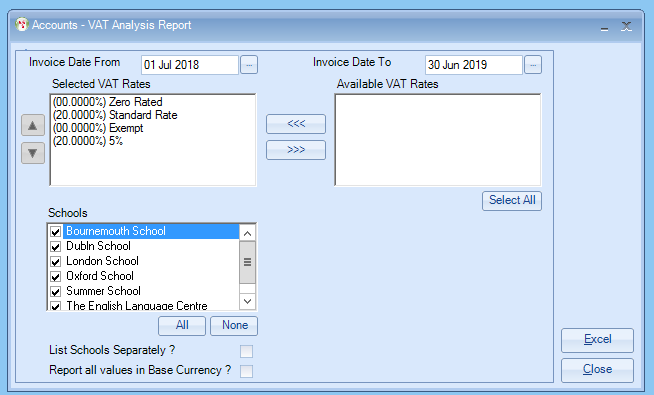 Accounts - VAT Analysis Report
Invoice Date From 01 Jul 2018 ... Invoice Date To 30 Jun 2019 ...
Selected VAT Rates Available VAT Rates
(00.0000%) Zero Rated
(20.0000%) Standard Rate
(00.0000%) Exempt
(20.0000%) 5%
<<<
>>>
Select All
Schools
Bournemouth School
Dubln School
London School
Oxford School
Summer School
The English Language Centre
All None
List Schools Separately ?
Report all values in Base Currency ?
Excel
Close